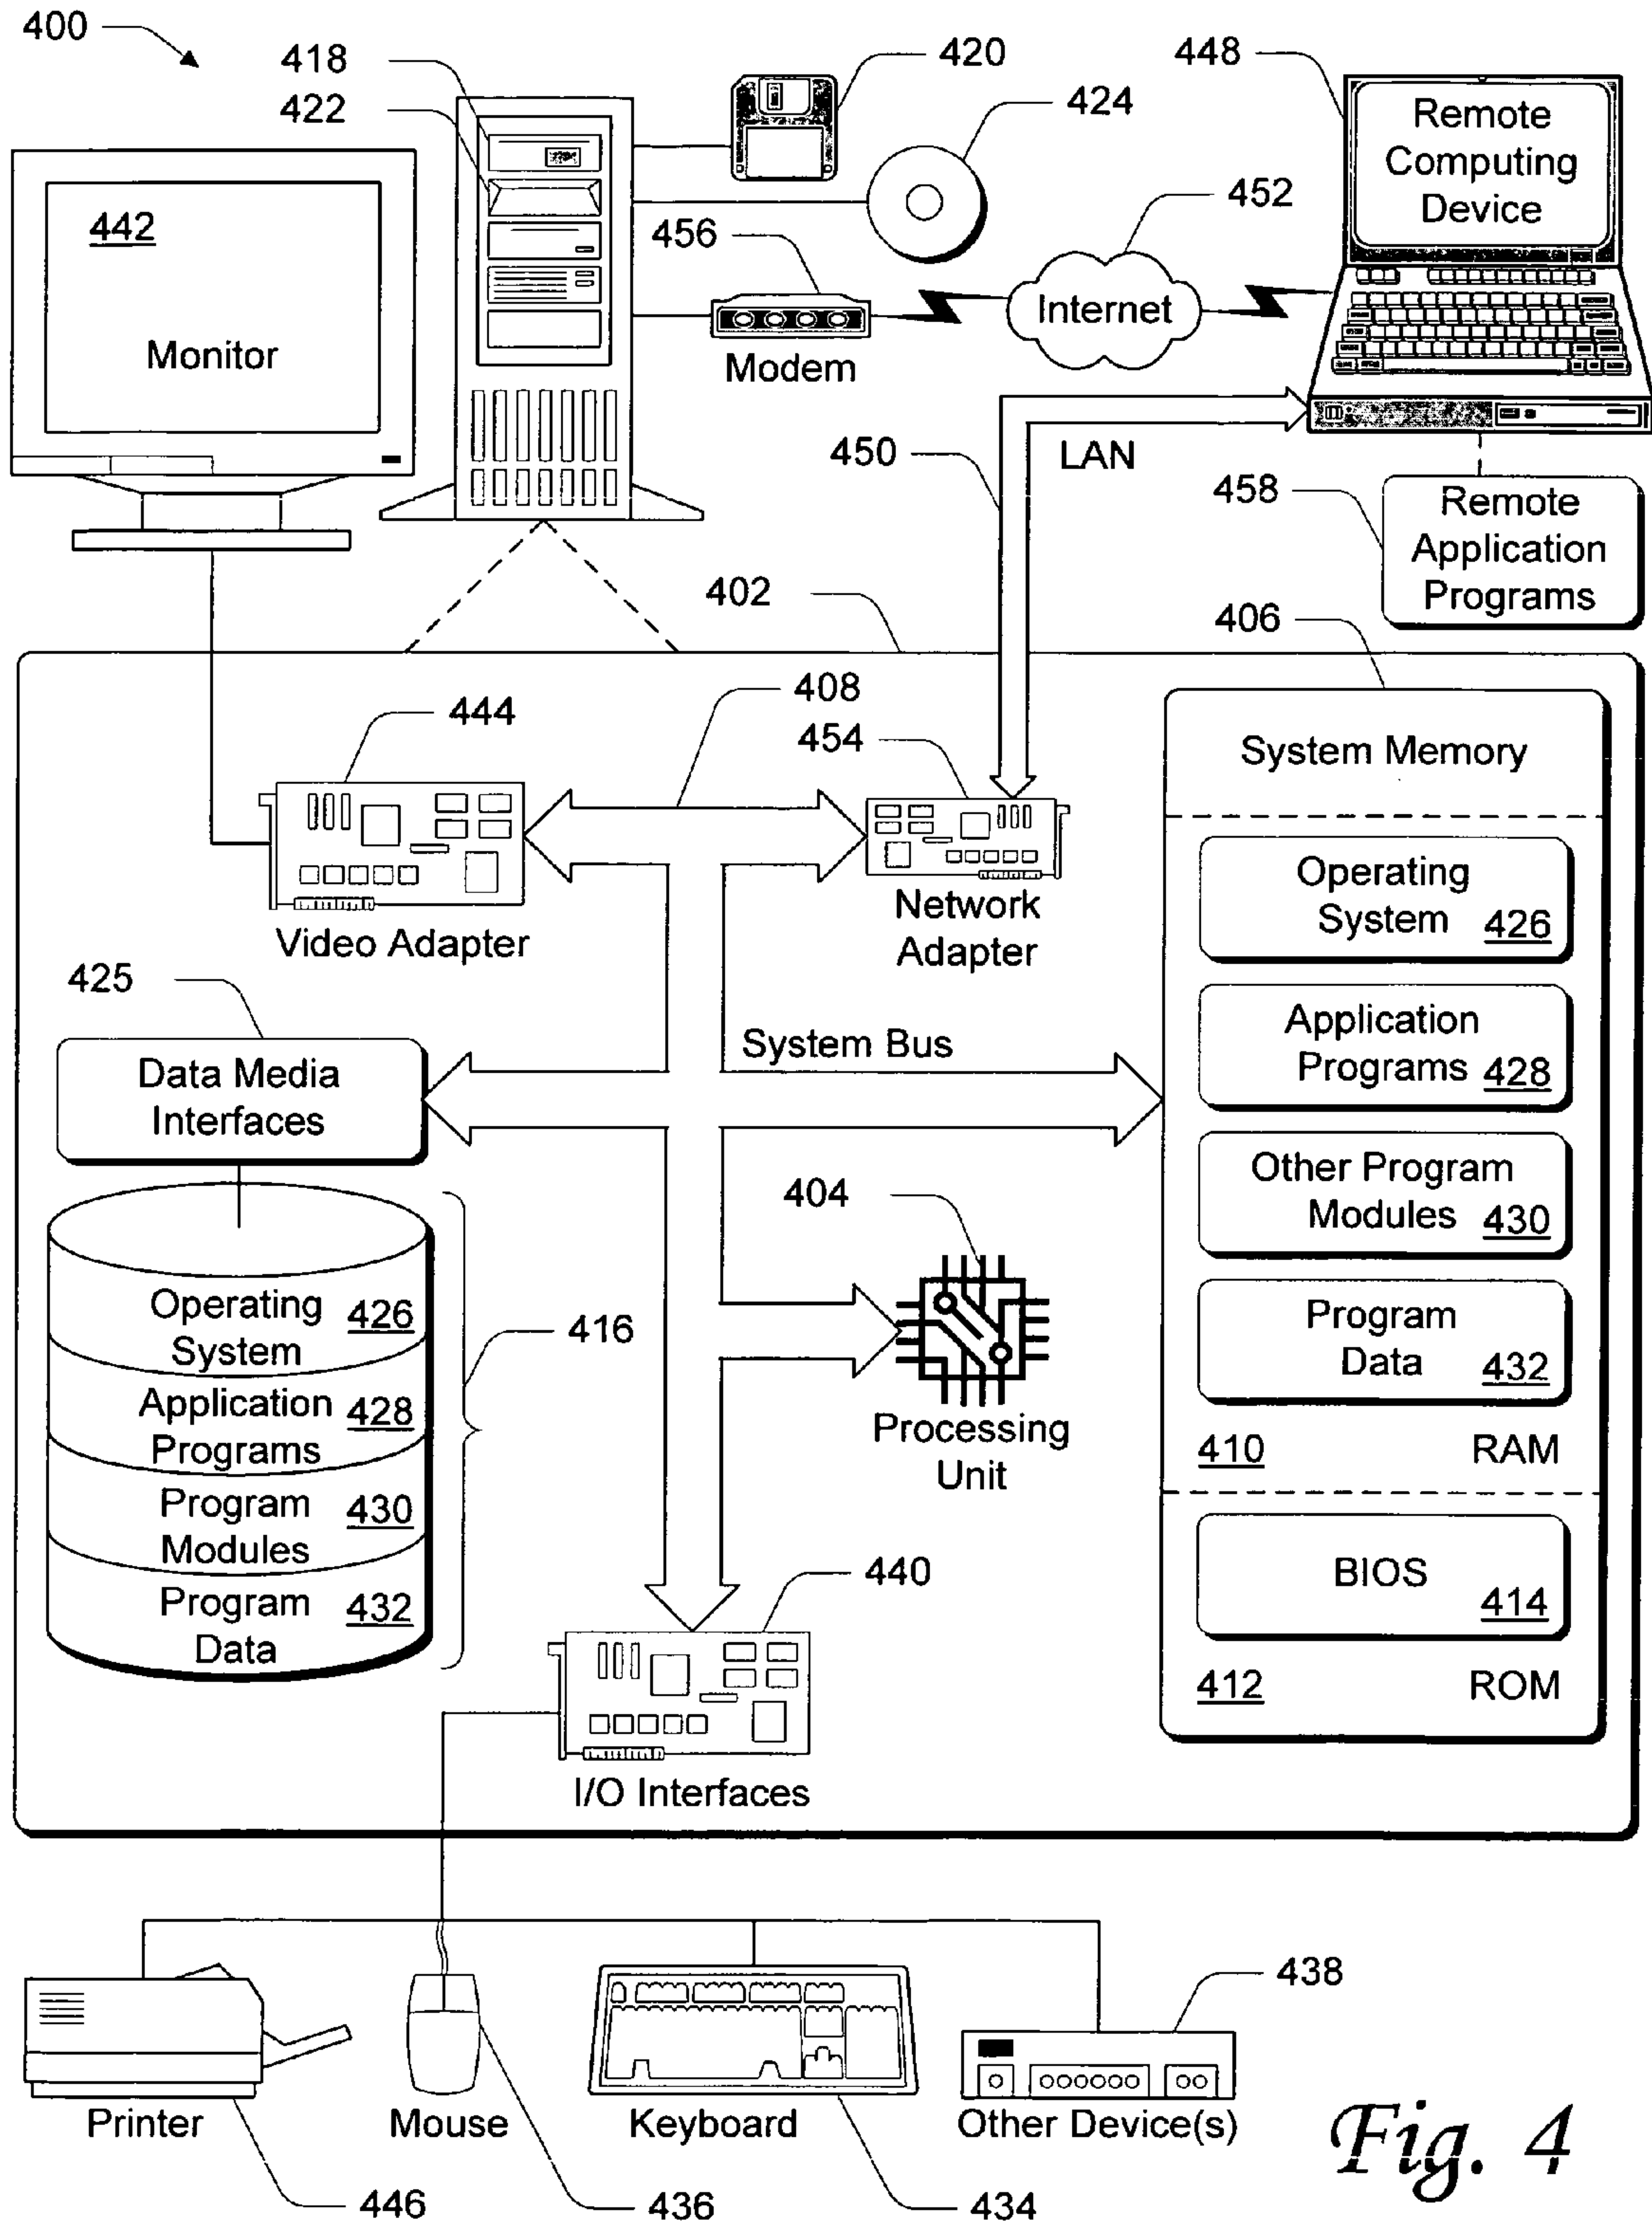 400
418
422
420
424
448
Remote
Computing
Device
442
Monitor
456
452
Internet
Modem
450
LAN
458
Remote
Application
Programs
402
406
408
444
454
System Memory
Video Adapter
Network
Adapter
Operating
System 426
425
Data Media
Interfaces
System Bus
Application
Programs 428
Other Program
Modules 430
404
Operating
System 426
416
Program
Data 432
Application
Programs 428
Processing
Unit
410 RAM
Program
Modules 430
440
BIOS
414
Program
Data 432
412 ROM
I/O Interfaces
438
Printer
Mouse
Keyboard
Other Device(s)
446
436
434
Fig. 4